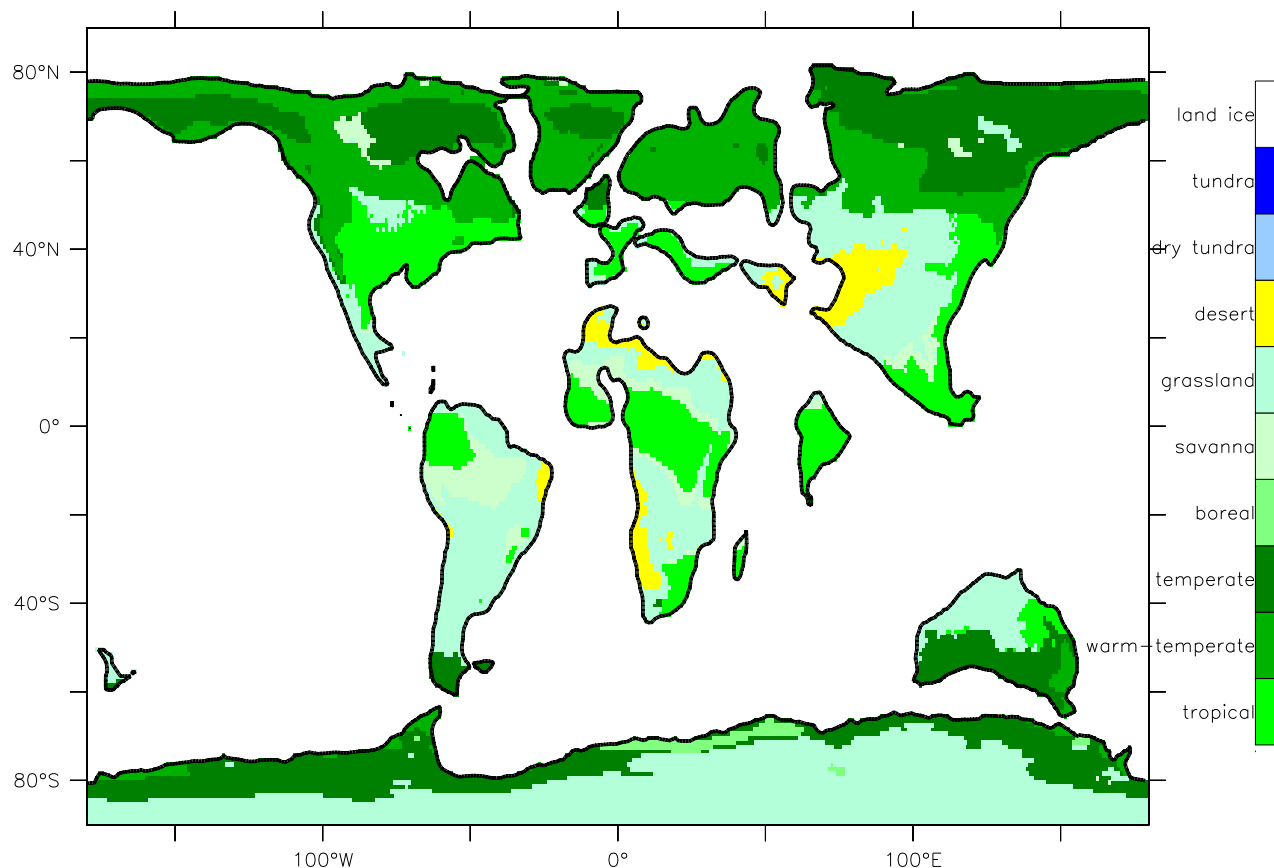 80°N
40°N
0°
40°S
80°S
100°W
0°
100°E
land ice
tundra
dry tundra
desert
grassland
savanna
boreal
temperate
warm-temperate
tropical